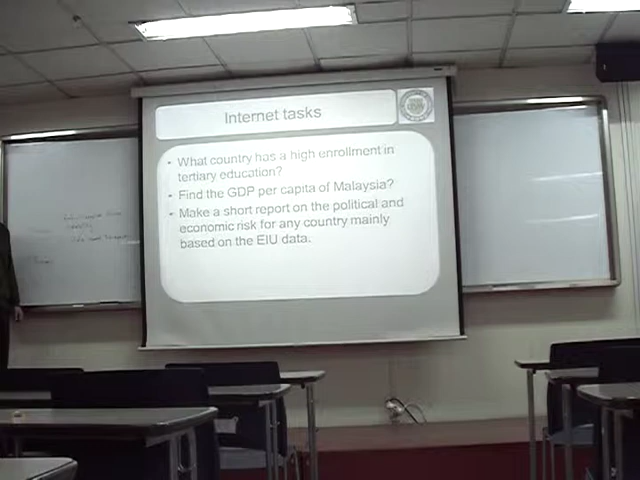 Internet tasks
• What country has a high enrollment in
tertiary education?
• Find the GDP per capita of Malaysia?
• Make a short report on the political and
economic risk for any country mainly
based on the EIU data.